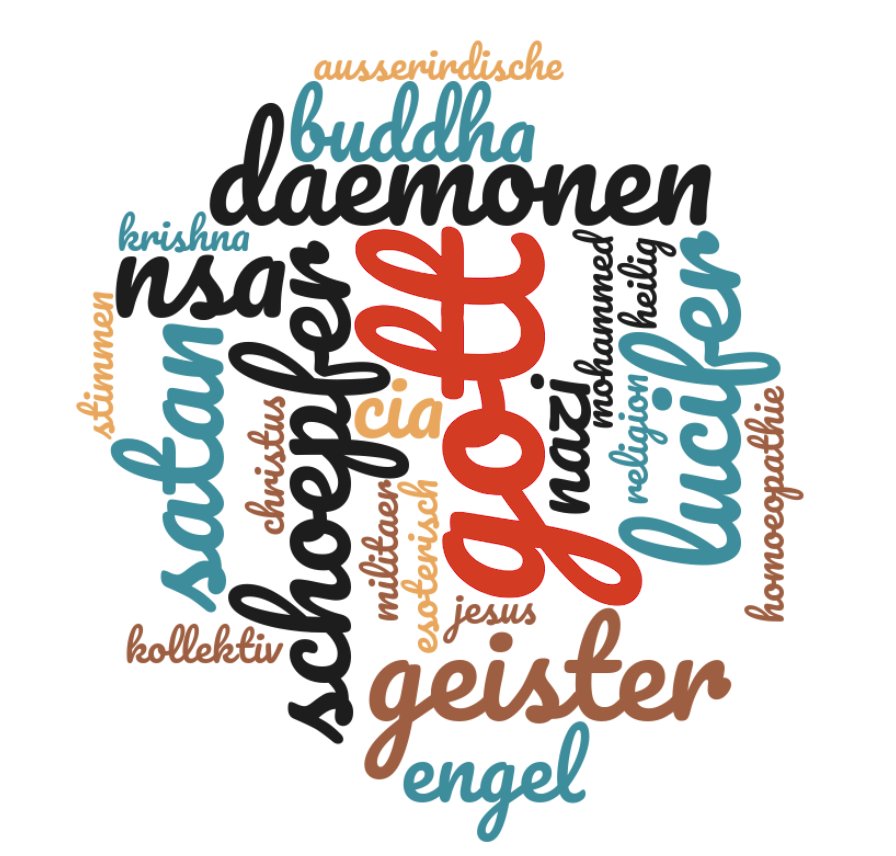 ausserirdische
buddha
daemonen
krishna
nsar
stimmen
satan
christus
schoepfer
gott
cia
nazi
mohammed
heilig
religion
lucifer
homoeopathie
militaer
esoterisch
jesus
kollektiv
geister
engel